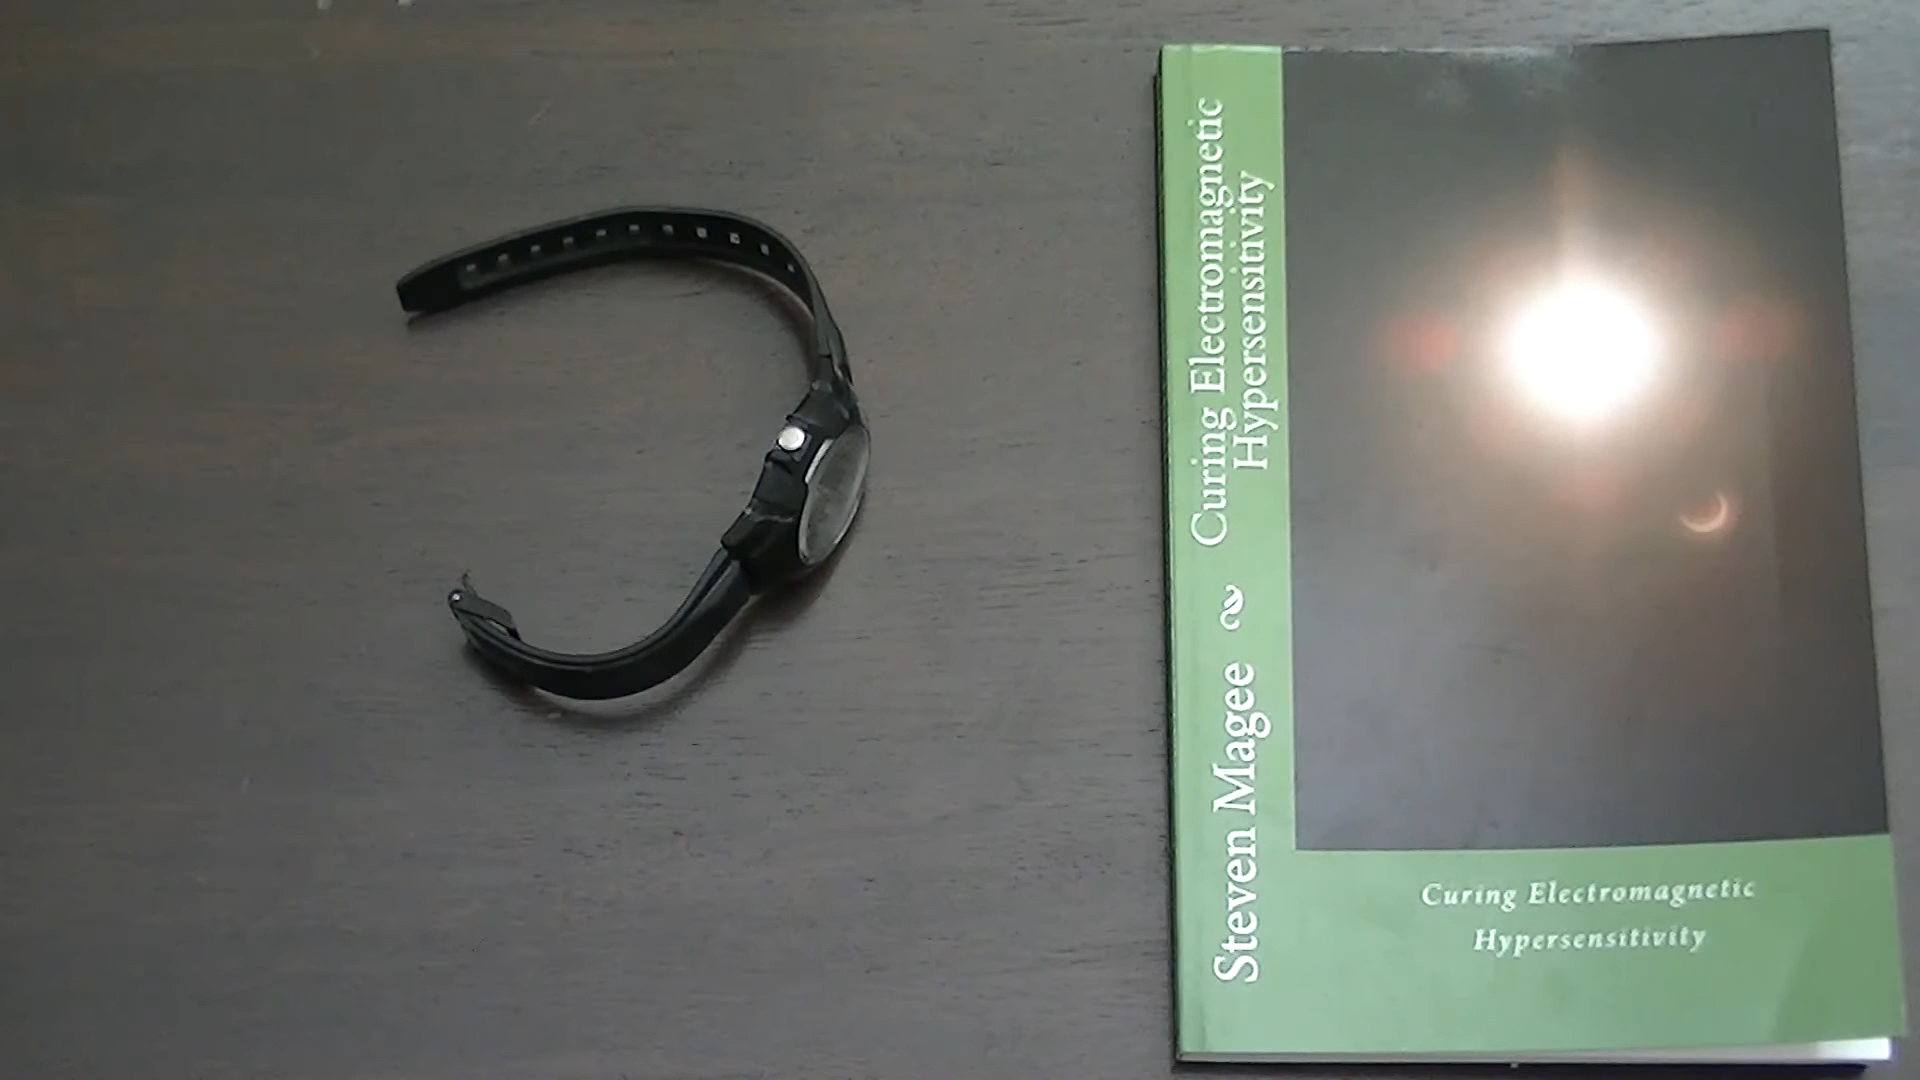 Steven Magee
Curing Electromagnetic
Hypersensitivity
Curing Electromagnetic
Hypersensitivity